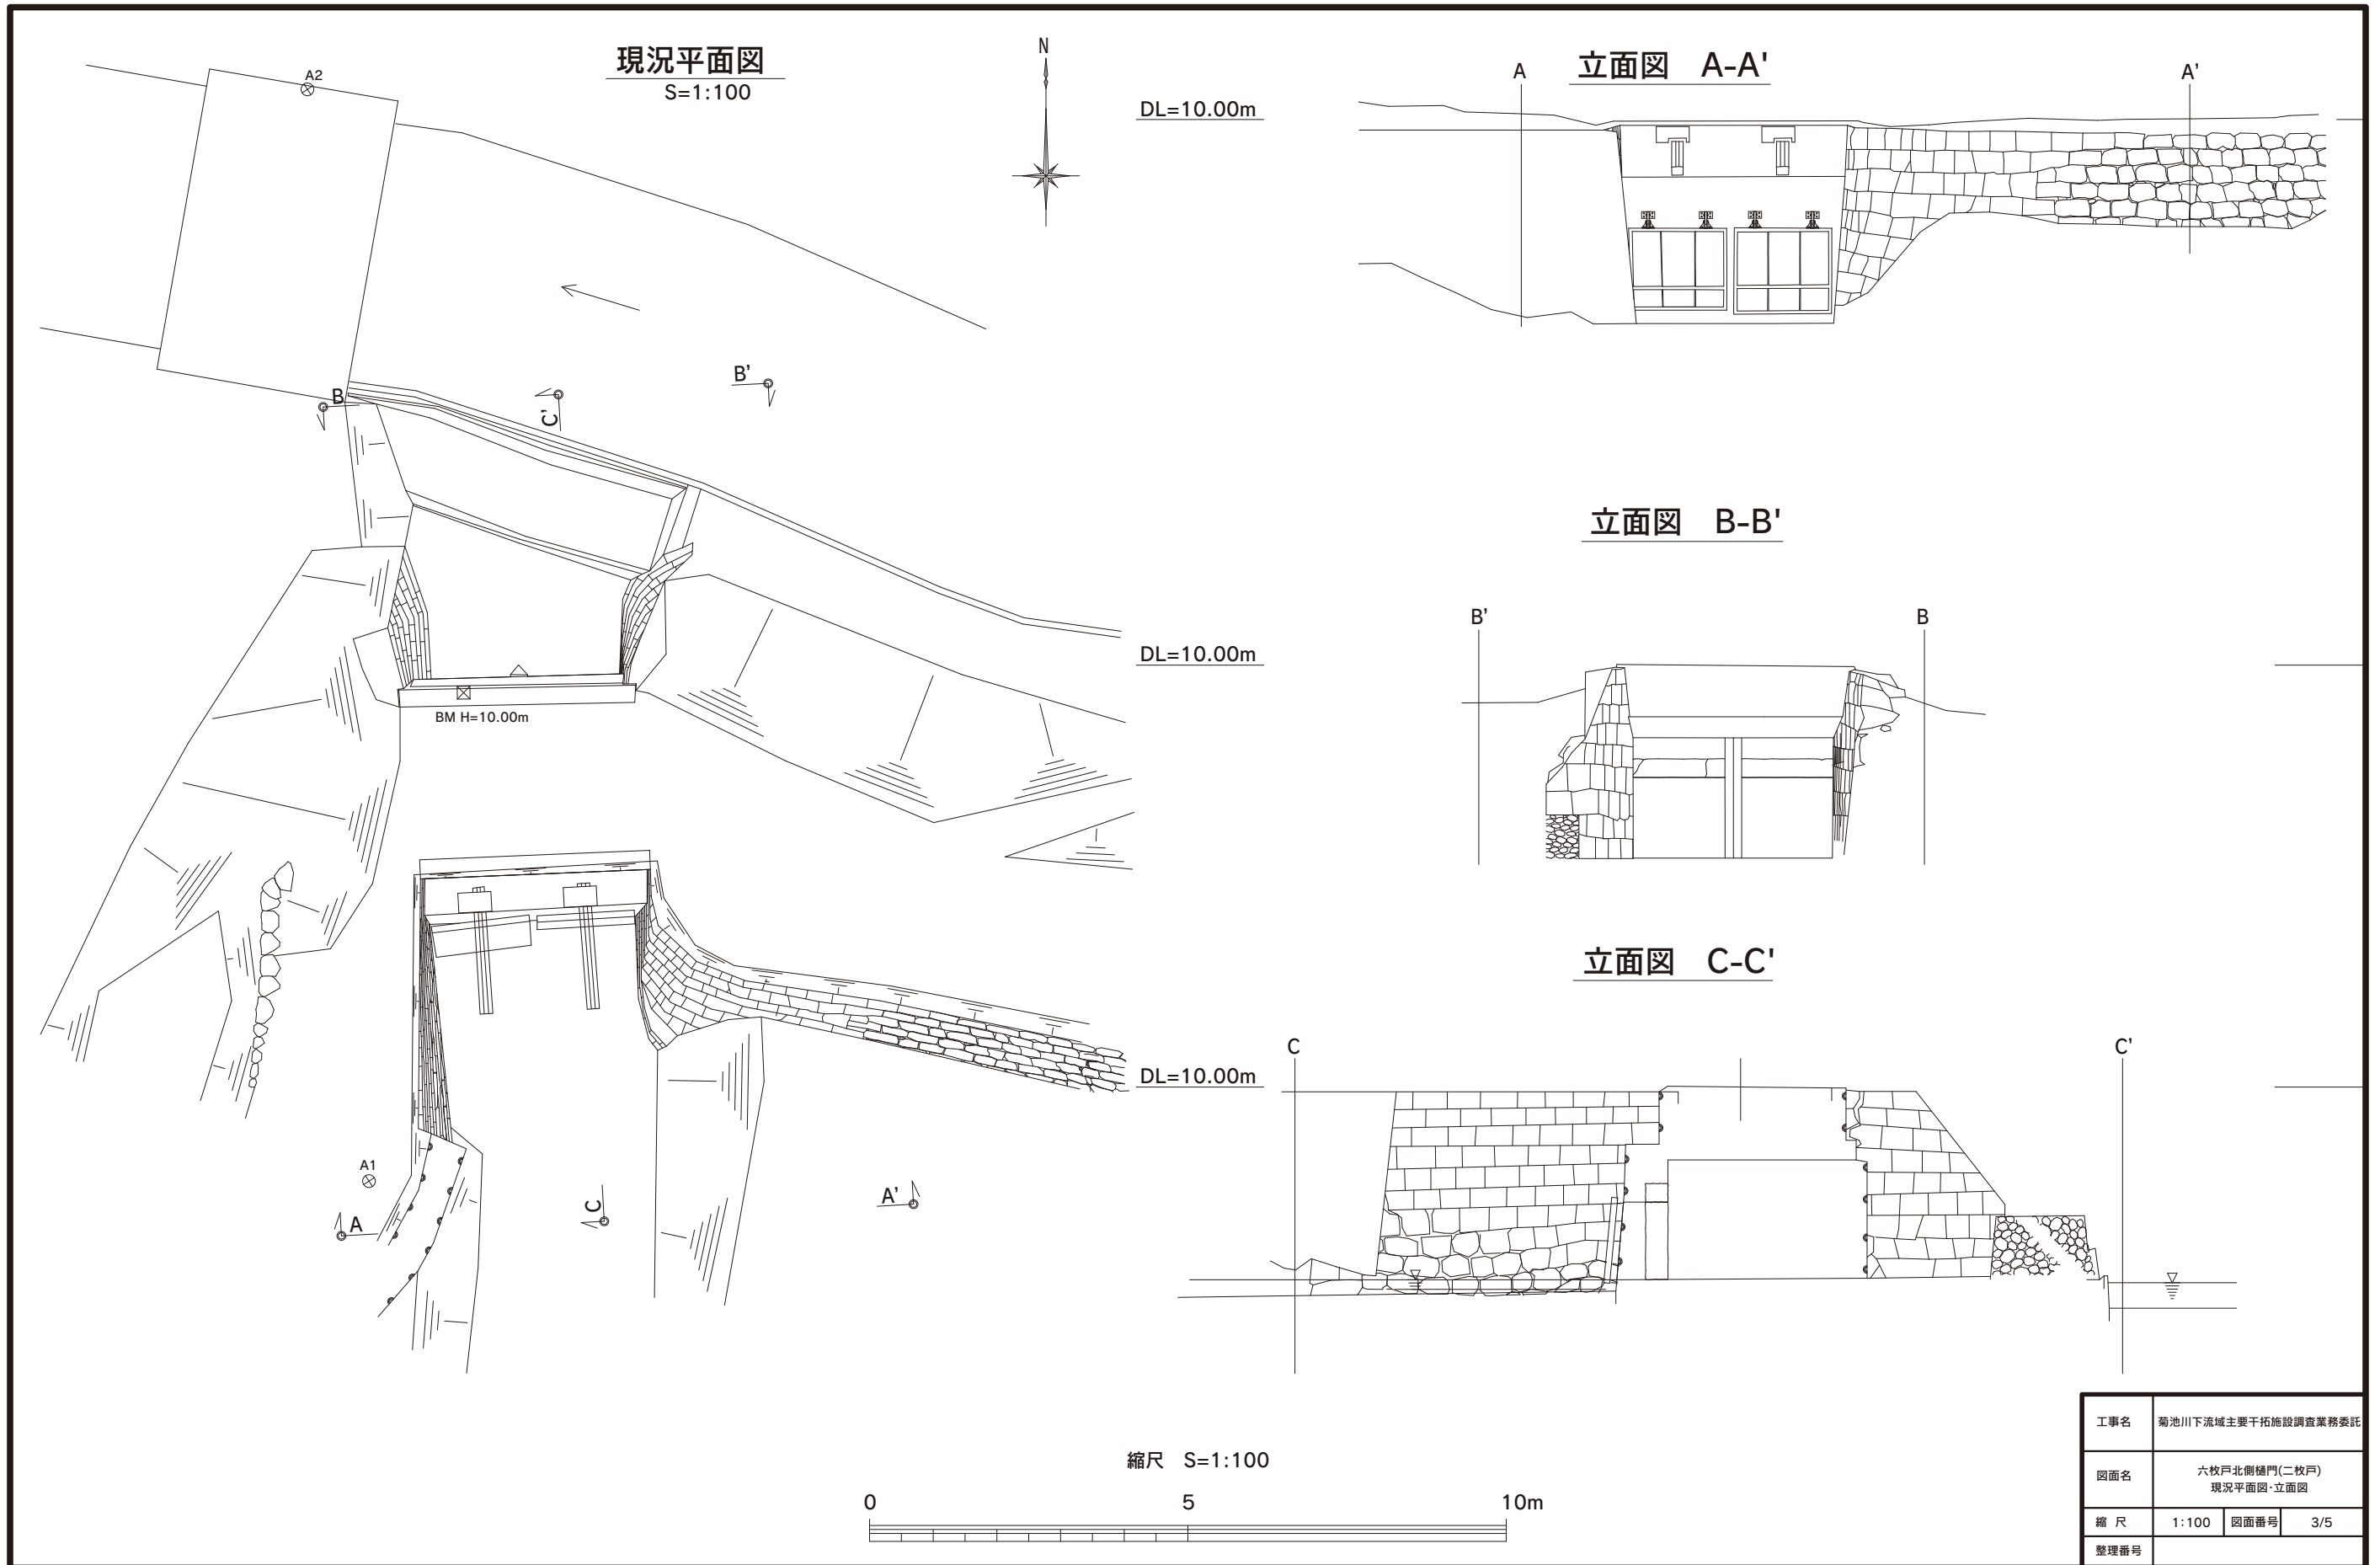 現況平面図
S=1:100
N
A2
B
C'
B'
BM H=10.00m
A1
A
C
A'
DL=10.00m
立面図 A-A'
A
A'
立面図 B-B'
DL=10.00m
B'
B
立面図 C-C'
DL=10.00m
C
C'
縮尺 S=1:100
0 5 10m
工事名 菊池川下流域主要干拓施設調査業務委託
図面名 六枚戸北側樋門(二枚戸)
現況平面図・立面図
縮尺 1:100 図面番号 3/5
整理番号